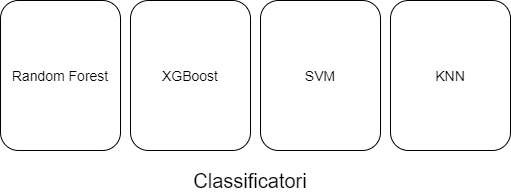 Random Forest
XGBoost
SVM
KNN
Classificatori